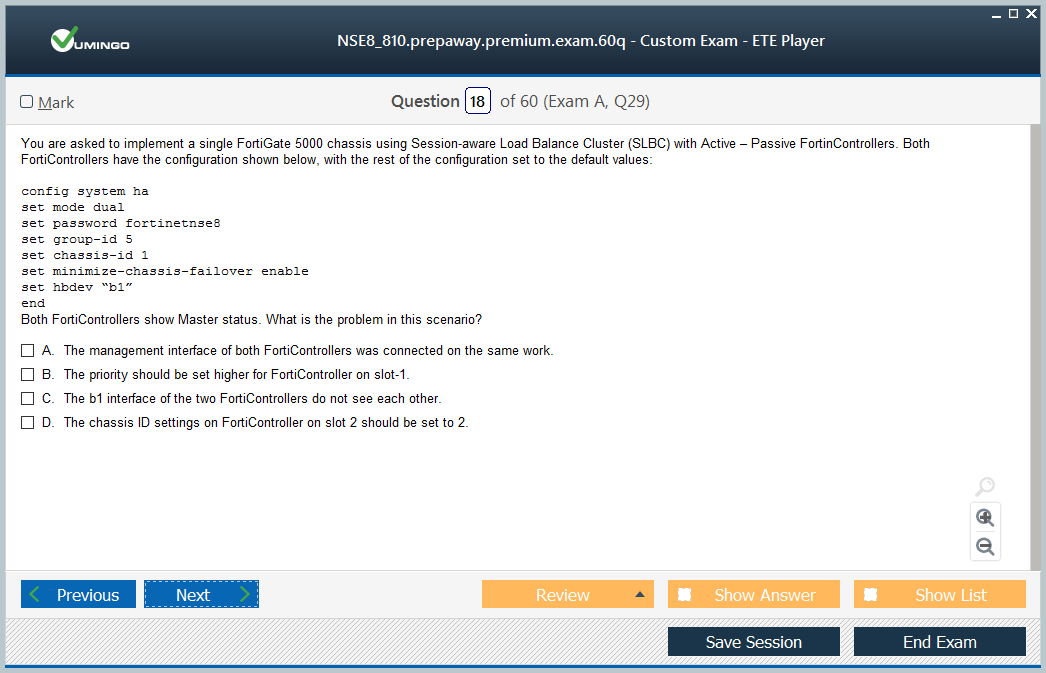 VUMINGO
NSE8_810.prepaway.premium.exam.60q - Custom Exam - ETE Player
Mark
Question 18 of 60 (Exam A, Q29)
You are asked to implement a single FortiGate 5000 chassis using Session-aware Load Balance Cluster (SLBC) with Active – Passive FortinControllers. Both
FortiControllers have the configuration shown below, with the rest of the configuration set to the default values:
config system ha
set mode dual
set password fortinetnse8
set group-id 5
set chassis-id 1
set minimize-chassis-failover enable
set hbdev “b1”
end
Both FortiControllers show Master status. What is the problem in this scenario?
A. The management interface of both FortiControllers was connected on the same work.
B. The priority should be set higher for FortiController on slot-1.
C. The b1 interface of the two FortiControllers do not see each other.
D. The chassis ID settings on FortiController on slot 2 should be set to 2.
Previous Next Review Show Answer Show List
Save Session End Exam